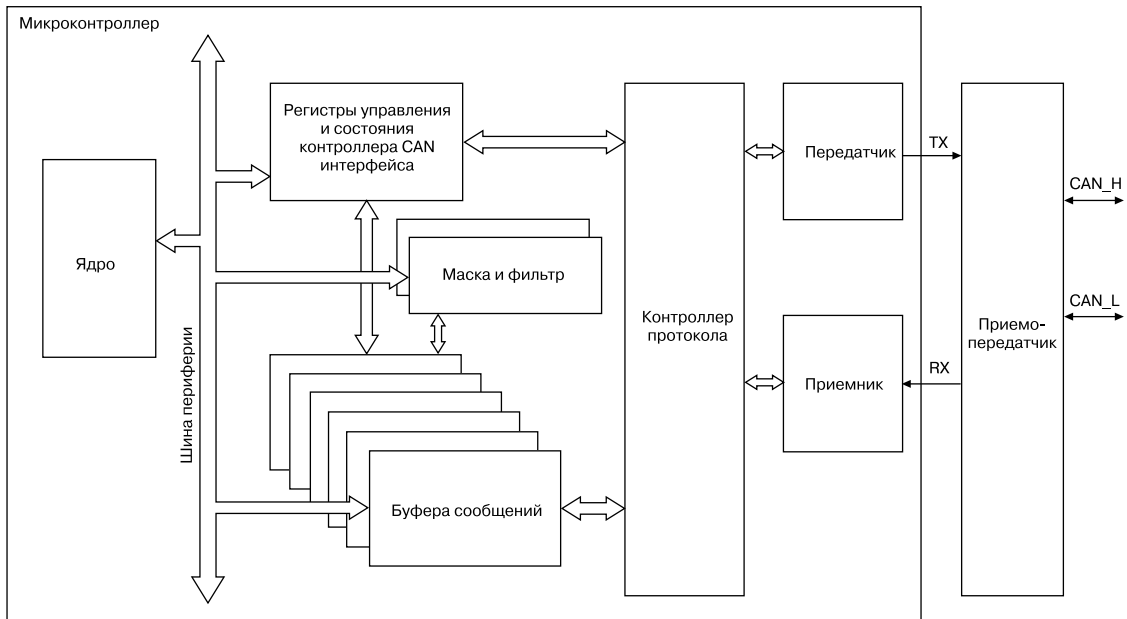 Микроконтроллер
Регистры управления
и состояния
контроллера CAN
интерфейса
Ядро
Шина периферии
Маска и фильтр
Буфера сообщений
Контроллер
протокола
Передатчик
Приемник
TX
RX
Приемо-
передатчик
CAN_H
CAN_L